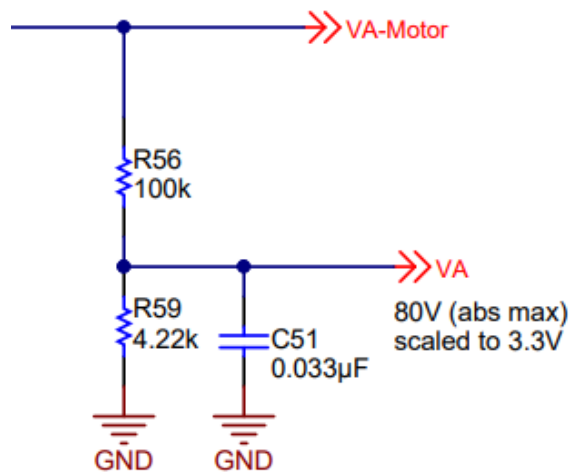 VA-Motor
R56
100k
VA
R59
4.22k
C51
0.033µF
80V (abs max)
scaled to 3.3V
GND
GND